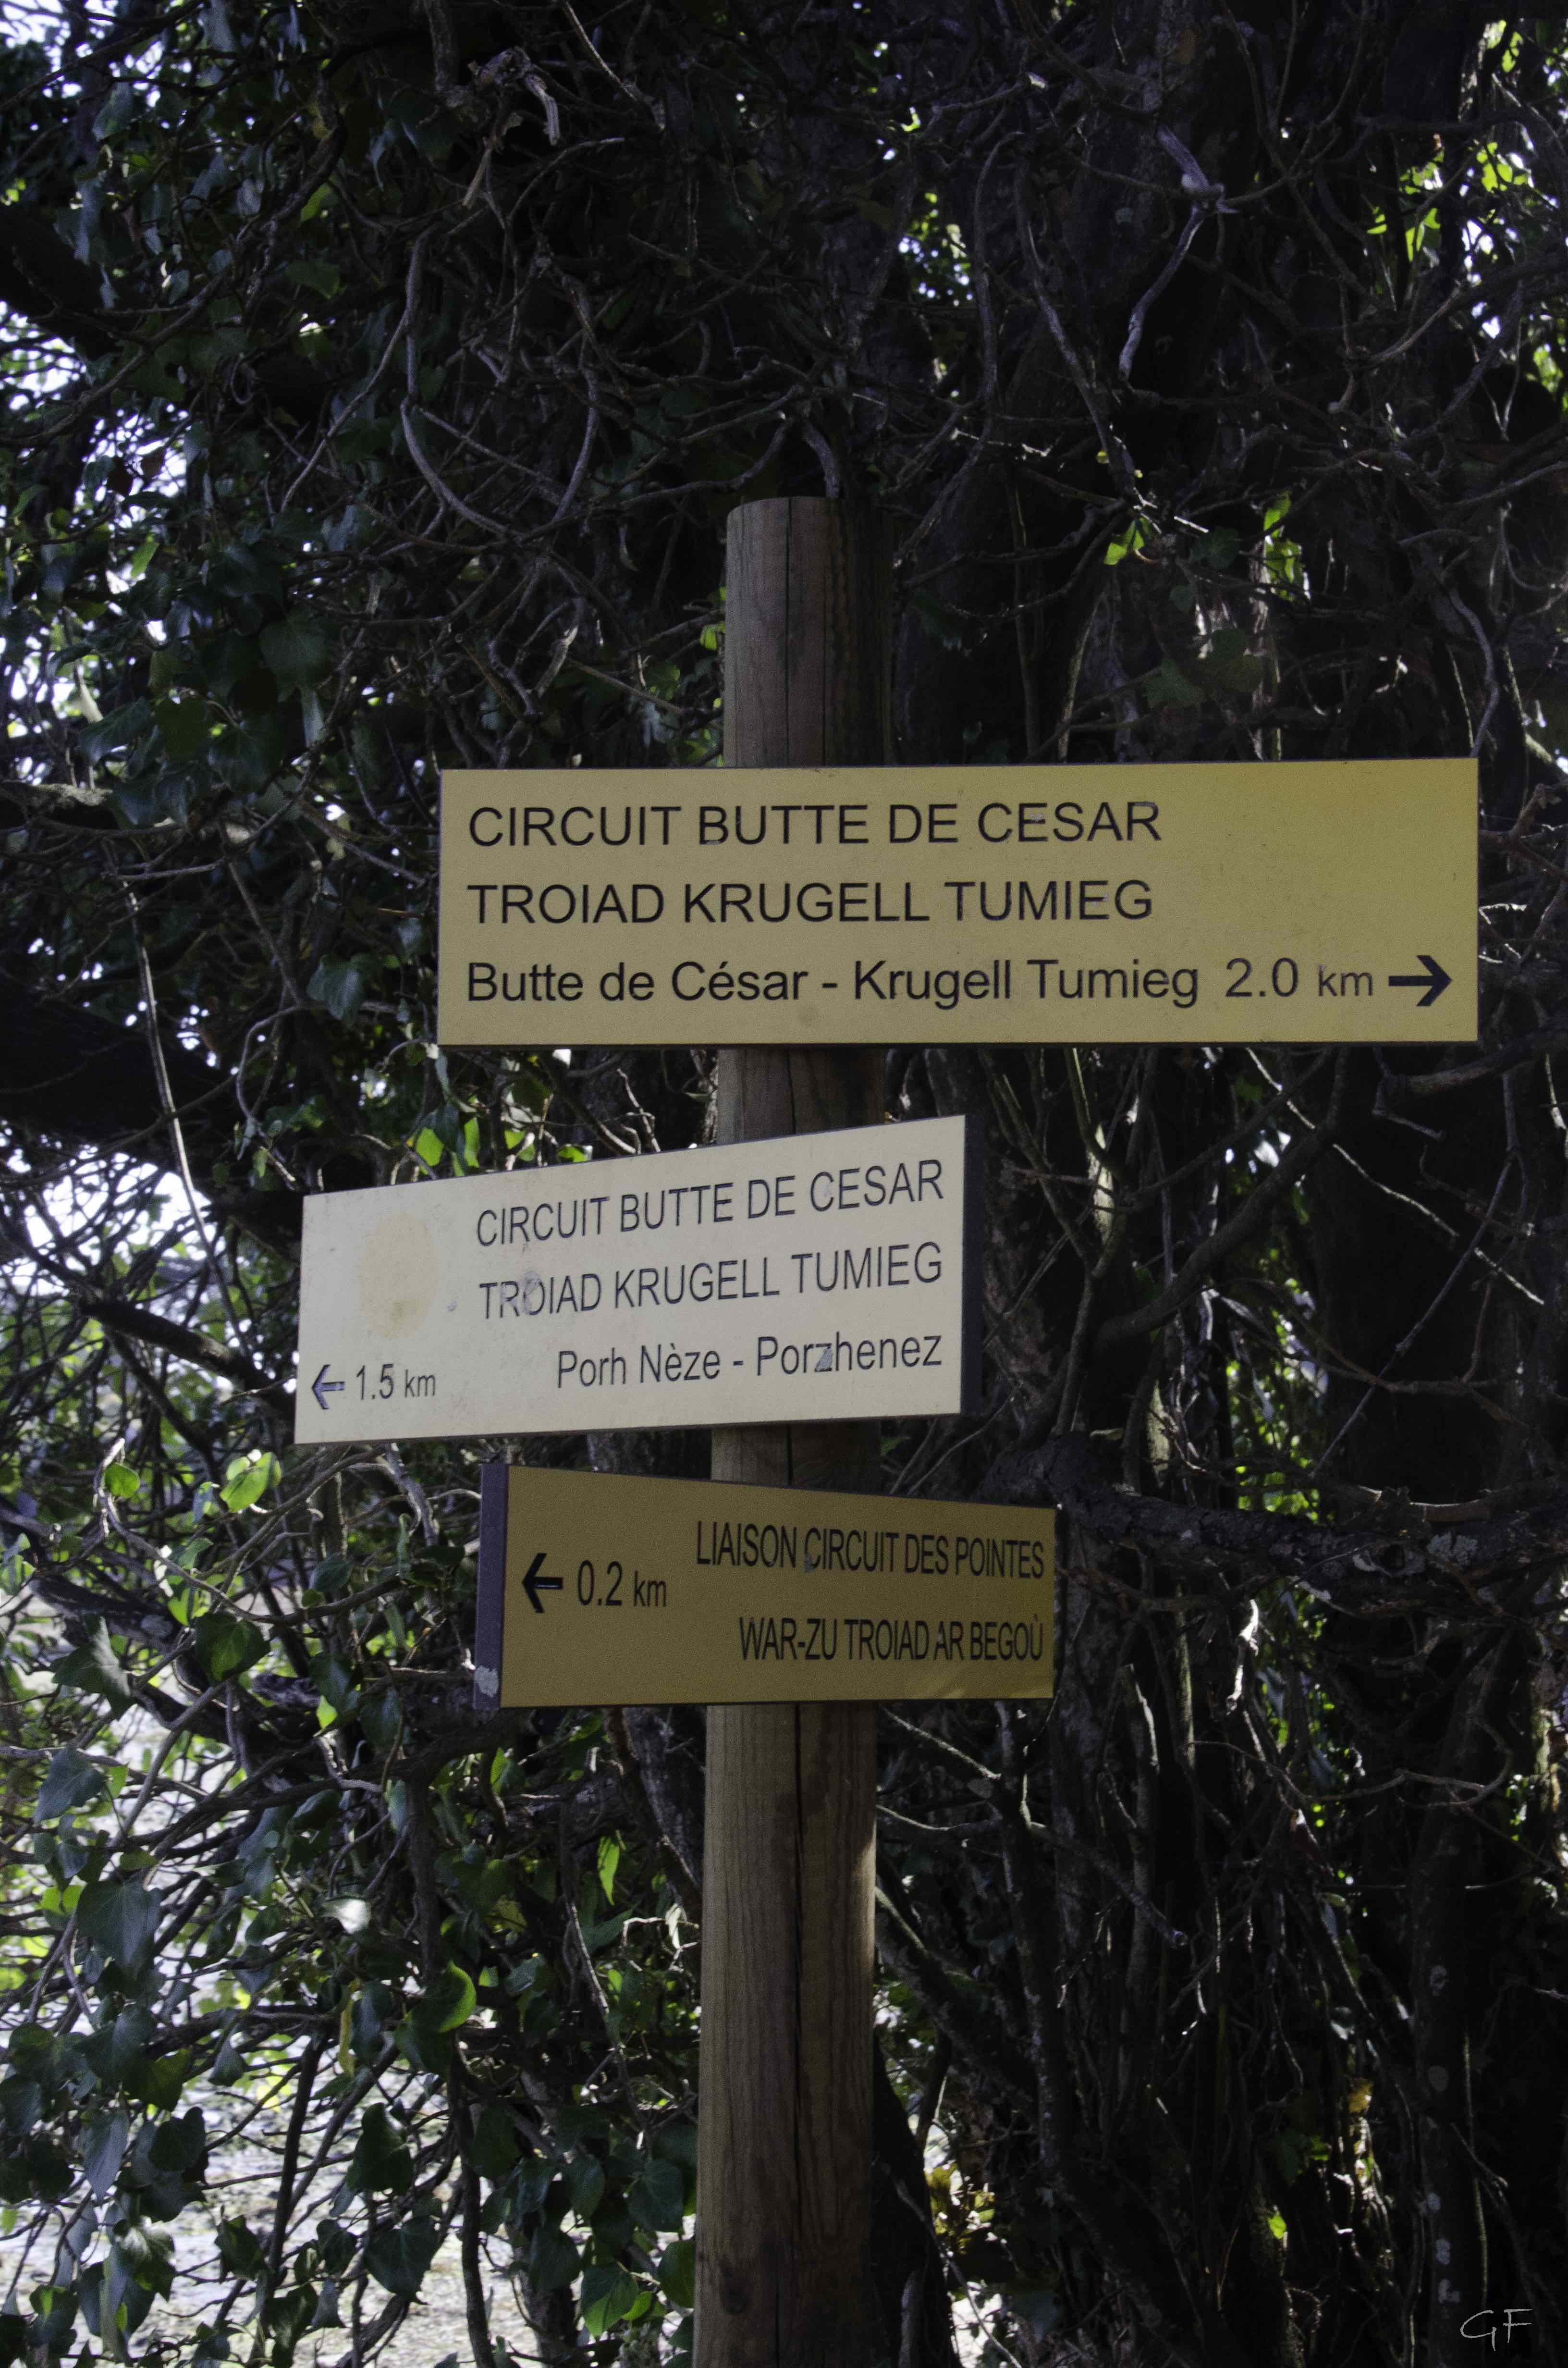 CIRCUIT BUTTE DE CESAR
TROIAD KRUGELL TUMIEG
Butte de César - Krugell Tumieg 2.0 km →
CIRCUIT BUTTE DE CESAR
TROIAD KRUGELL TUMIEG
← 1.5 km Porh Nèze - Porzhenez
LIAISON CIRCUIT DES POINTES
← 0.2 km
WAR-ZU TROIAD AR BEGOÙ
GF